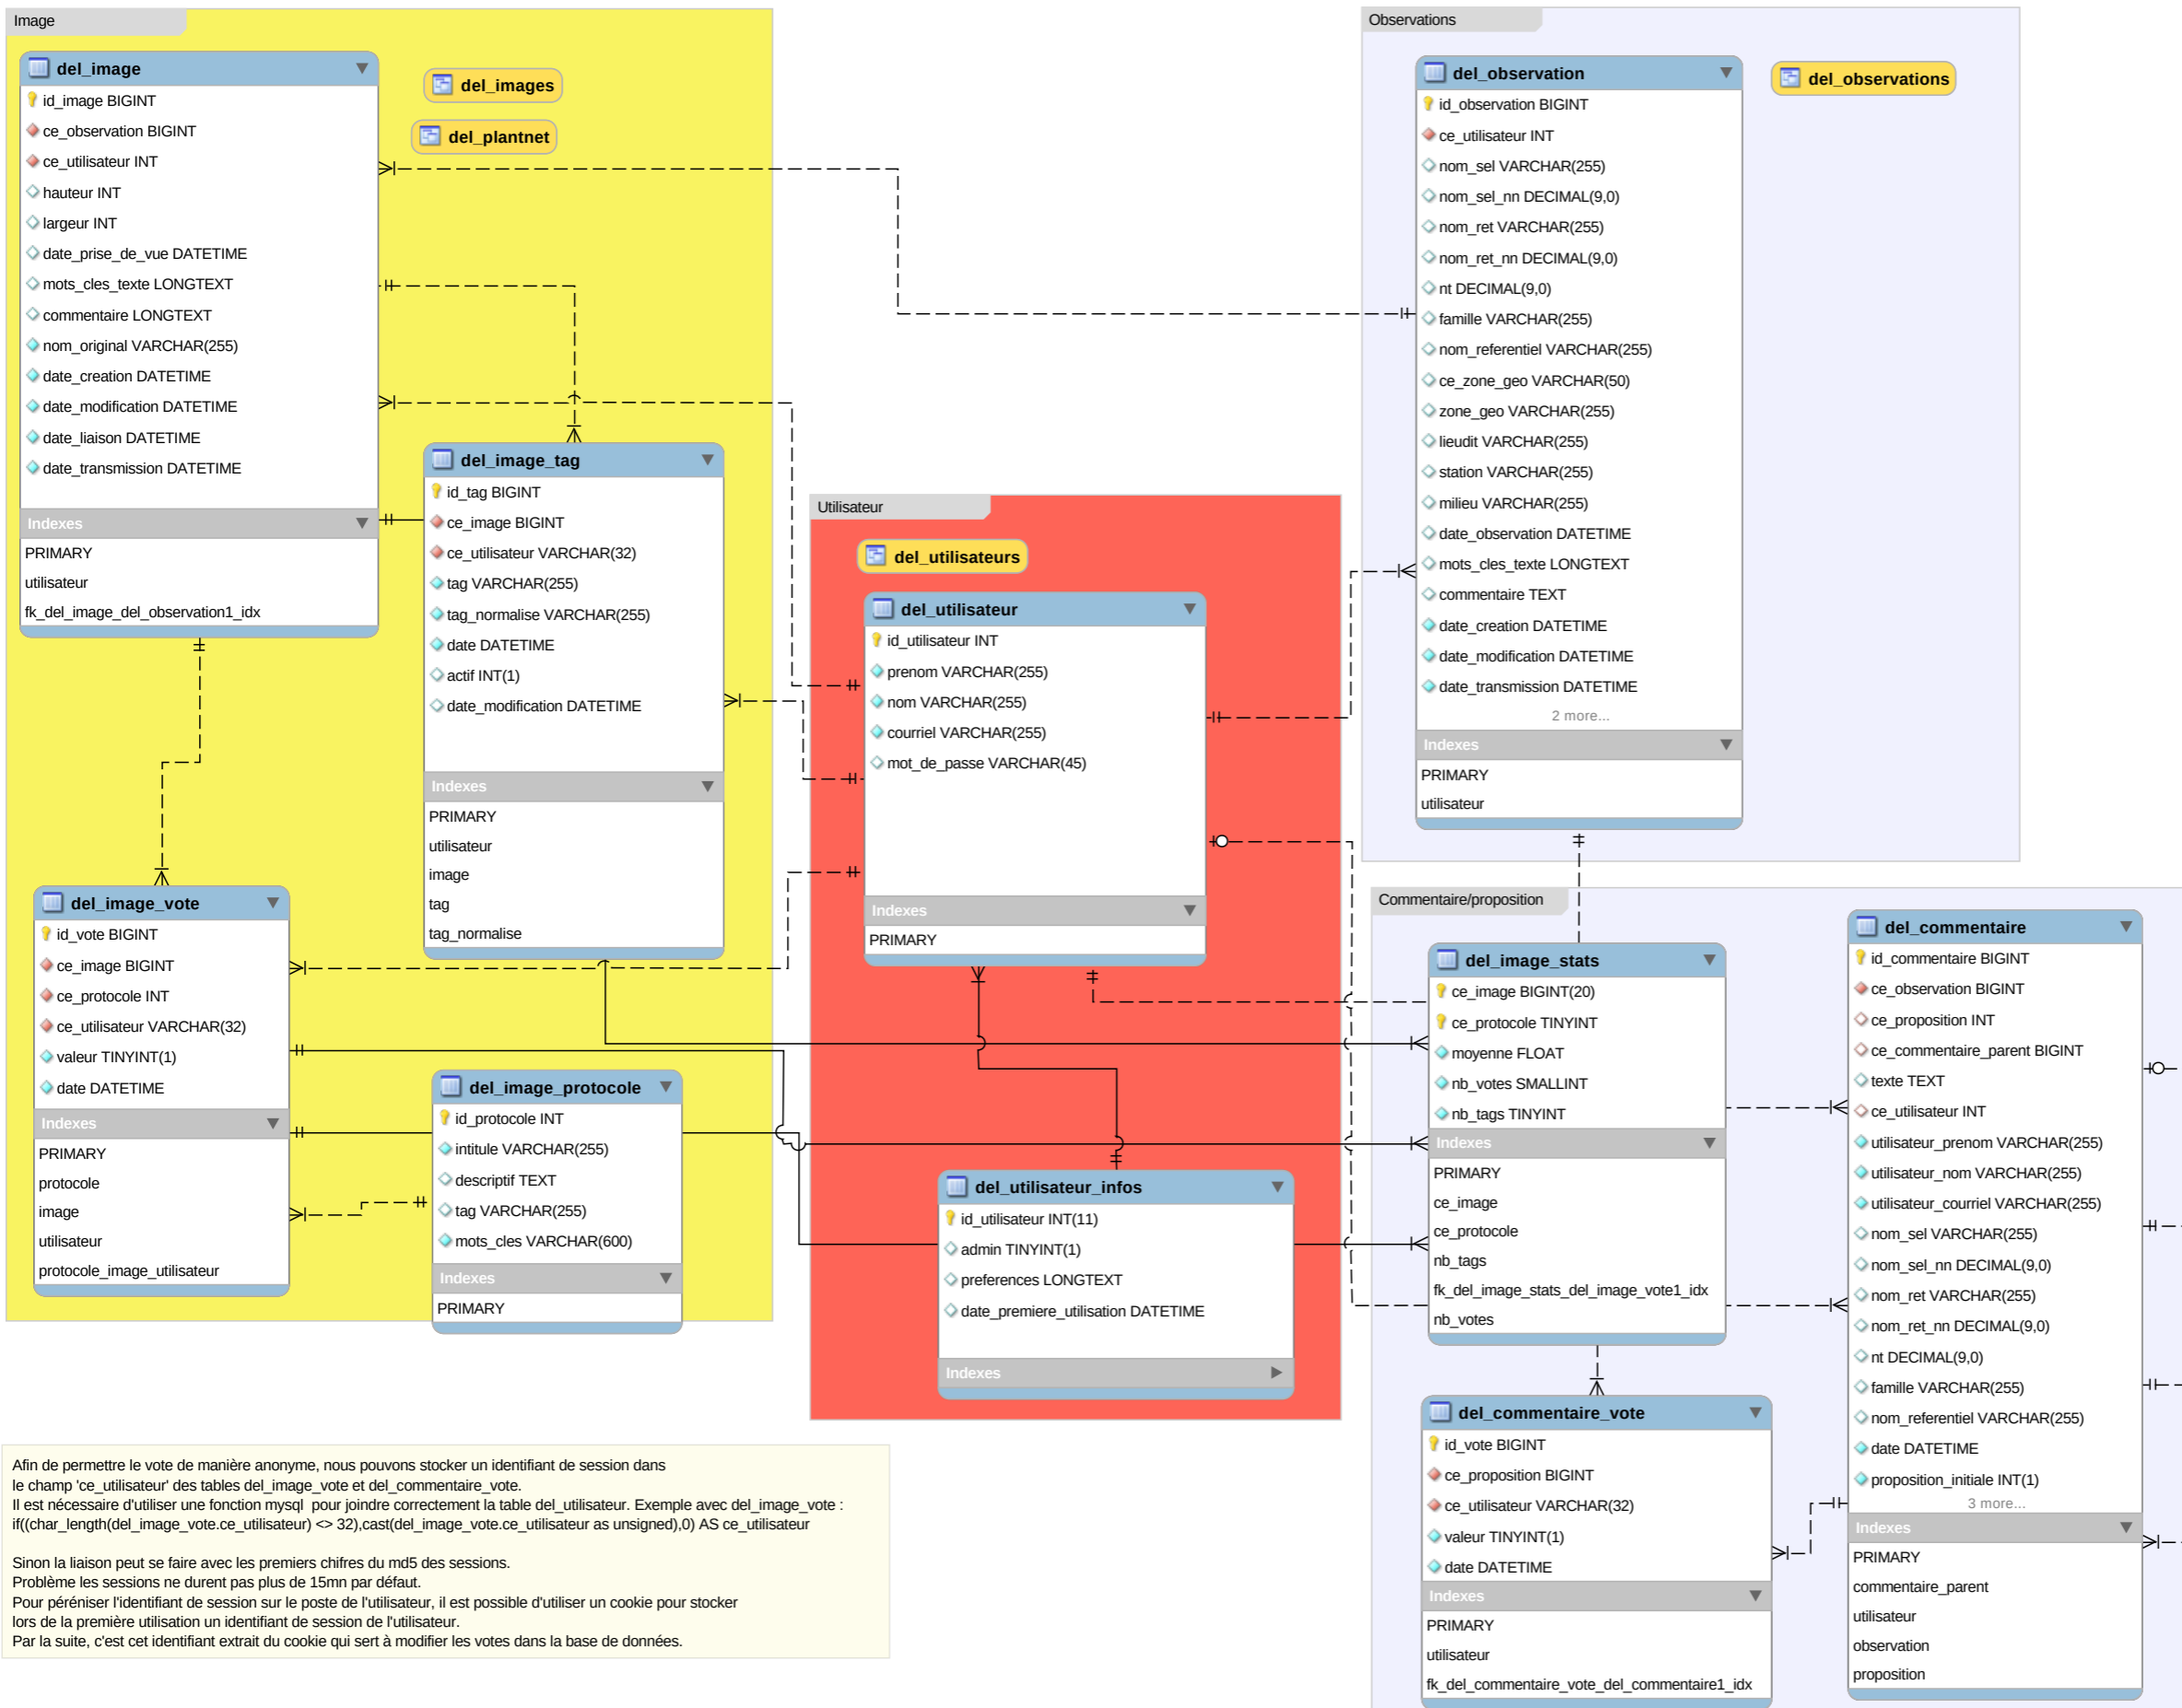 Image
del_image
id_image BIGINT
ce_observation BIGINT
ce_utilisateur INT
hauteur INT
largeur INT
date_prise_de_vue DATETIME
mots_cles_texte LONGTEXT
commentaire LONGTEXT
nom_original VARCHAR(255)
date_creation DATETIME
date_modification DATETIME
date_liaison DATETIME
date_transmission DATETIME
Indexes
PRIMARY
utilisateur
fk_del_image_del_observation1_idx
del_images
del_plantnet
del_image_tag
id_tag BIGINT
ce_image BIGINT
ce_utilisateur VARCHAR(32)
tag VARCHAR(255)
tag_normalise VARCHAR(255)
date DATETIME
actif INT(1)
date_modification DATETIME
Indexes
PRIMARY
utilisateur
image
tag
tag_normalise
del_image_vote
id_vote BIGINT
ce_image BIGINT
ce_protocole INT
ce_utilisateur VARCHAR(32)
valeur TINYINT(1)
date DATETIME
Indexes
PRIMARY
protocole
image
utilisateur
protocole_image_utilisateur
del_image_protocole
id_protocole INT
intitule VARCHAR(255)
descriptif TEXT
tag VARCHAR(255)
mots_cles VARCHAR(600)
Indexes
PRIMARY
Utilisateur
del_utilisateurs
del_utilisateur
id_utilisateur INT
prenom VARCHAR(255)
nom VARCHAR(255)
courriel VARCHAR(255)
mot_de_passe VARCHAR(45)
Indexes
PRIMARY
del_utilisateur_infos
id_utilisateur INT(11)
admin TINYINT(1)
preferences LONGTEXT
date_premiere_utilisation DATETIME
Indexes
Observations
del_observation
id_observation BIGINT
ce_utilisateur INT
nom_sel VARCHAR(255)
nom_sel_nn DECIMAL(9,0)
nom_ret VARCHAR(255)
nom_ret_nn DECIMAL(9,0)
nt DECIMAL(9,0)
famille VARCHAR(255)
nom_referentiel VARCHAR(255)
ce_zone_geo VARCHAR(50)
zone_geo VARCHAR(255)
lieudit VARCHAR(255)
station VARCHAR(255)
milieu VARCHAR(255)
date_observation DATETIME
mots_cles_texte LONGTEXT
commentaire TEXT
date_creation DATETIME
date_modification DATETIME
date_transmission DATETIME
2 more...
Indexes
PRIMARY
utilisateur
del_observations
Commentaire/proposition
del_image_stats
ce_image BIGINT(20)
ce_protocole TINYINT
moyenne FLOAT
nb_votes SMALLINT
nb_tags TINYINT
Indexes
PRIMARY
ce_image
ce_protocole
nb_tags
fk_del_image_stats_del_image_vote1_idx
nb_votes
del_commentaire
id_commentaire BIGINT
ce_observation BIGINT
ce_proposition INT
ce_commentaire_parent BIGINT
texte TEXT
ce_utilisateur INT
utilisateur_prenom VARCHAR(255)
utilisateur_nom VARCHAR(255)
utilisateur_courriel VARCHAR(255)
nom_sel VARCHAR(255)
nom_sel_nn DECIMAL(9,0)
nom_ret VARCHAR(255)
nom_ret_nn DECIMAL(9,0)
nt DECIMAL(9,0)
famille VARCHAR(255)
nom_referentiel VARCHAR(255)
date DATETIME
proposition_initiale INT(1)
3 more...
Indexes
PRIMARY
commentaire_parent
utilisateur
observation
proposition
del_commentaire_vote
id_vote BIGINT
ce_proposition BIGINT
ce_utilisateur VARCHAR(32)
valeur TINYINT(1)
date DATETIME
Indexes
PRIMARY
utilisateur
fk_del_commentaire_vote_del_commentaire1_idx
Afin de permettre le vote de manière anonyme, nous pouvons stocker un identifiant de session dans
le champ 'ce_utilisateur' des tables del_image_vote et del_commentaire_vote.
Il est nécessaire d'utiliser une fonction mysql pour joindre correctement la table del_utilisateur. Exemple avec del_image_vote :
if((char_length(del_image_vote.ce_utilisateur) <> 32),cast(del_image_vote.ce_utilisateur as unsigned),0) AS ce_utilisateur
Sinon la liaison peut se faire avec les premiers chifres du md5 des sessions.
Problème les sessions ne durent pas plus de 15mn par défaut.
Pour péréniser l'identifiant de session sur le poste de l'utilisateur, il est possible d'utiliser un cookie pour stocker
lors de la première utilisation un identifiant de session de l'utilisateur.
Par la suite, c'est cet identifiant extrait du cookie qui sert à modifier les votes dans la base de données.